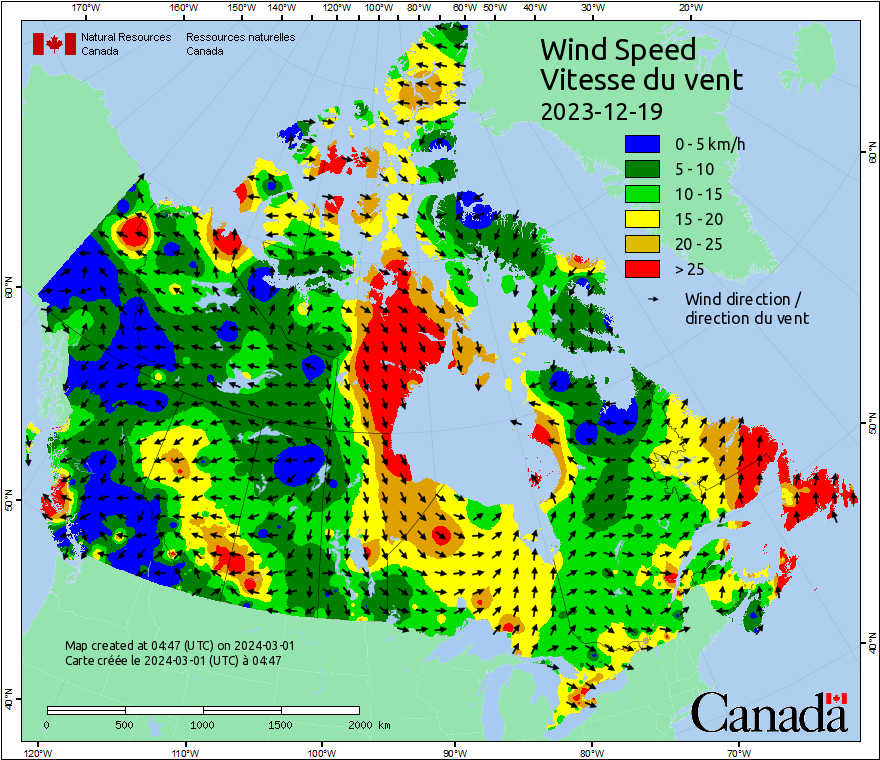 170°W 160°W 150°W 140°W 130°W 120°W 110°W 100°W 80°W 60°W 50°W 40°W 30°W 20°W
Natural Resources Canada
Ressources naturelles Canada
Wind Speed
Vitesse du vent
2023-12-19
0 - 5 km/h
5 - 10
10 - 15
15 - 20
20 - 25
> 25
Wind direction /
direction du vent
60°N
50°N
40°N
60°N
50°N
40°N
Map created at 04:47 (UTC) on 2024-03-01
Carte créée le 2024-03-01 (UTC) à 04:47
0 500 1000 1500 2000 km
Canada
120°W 110°W 100°W 90°W 80°W 70°W